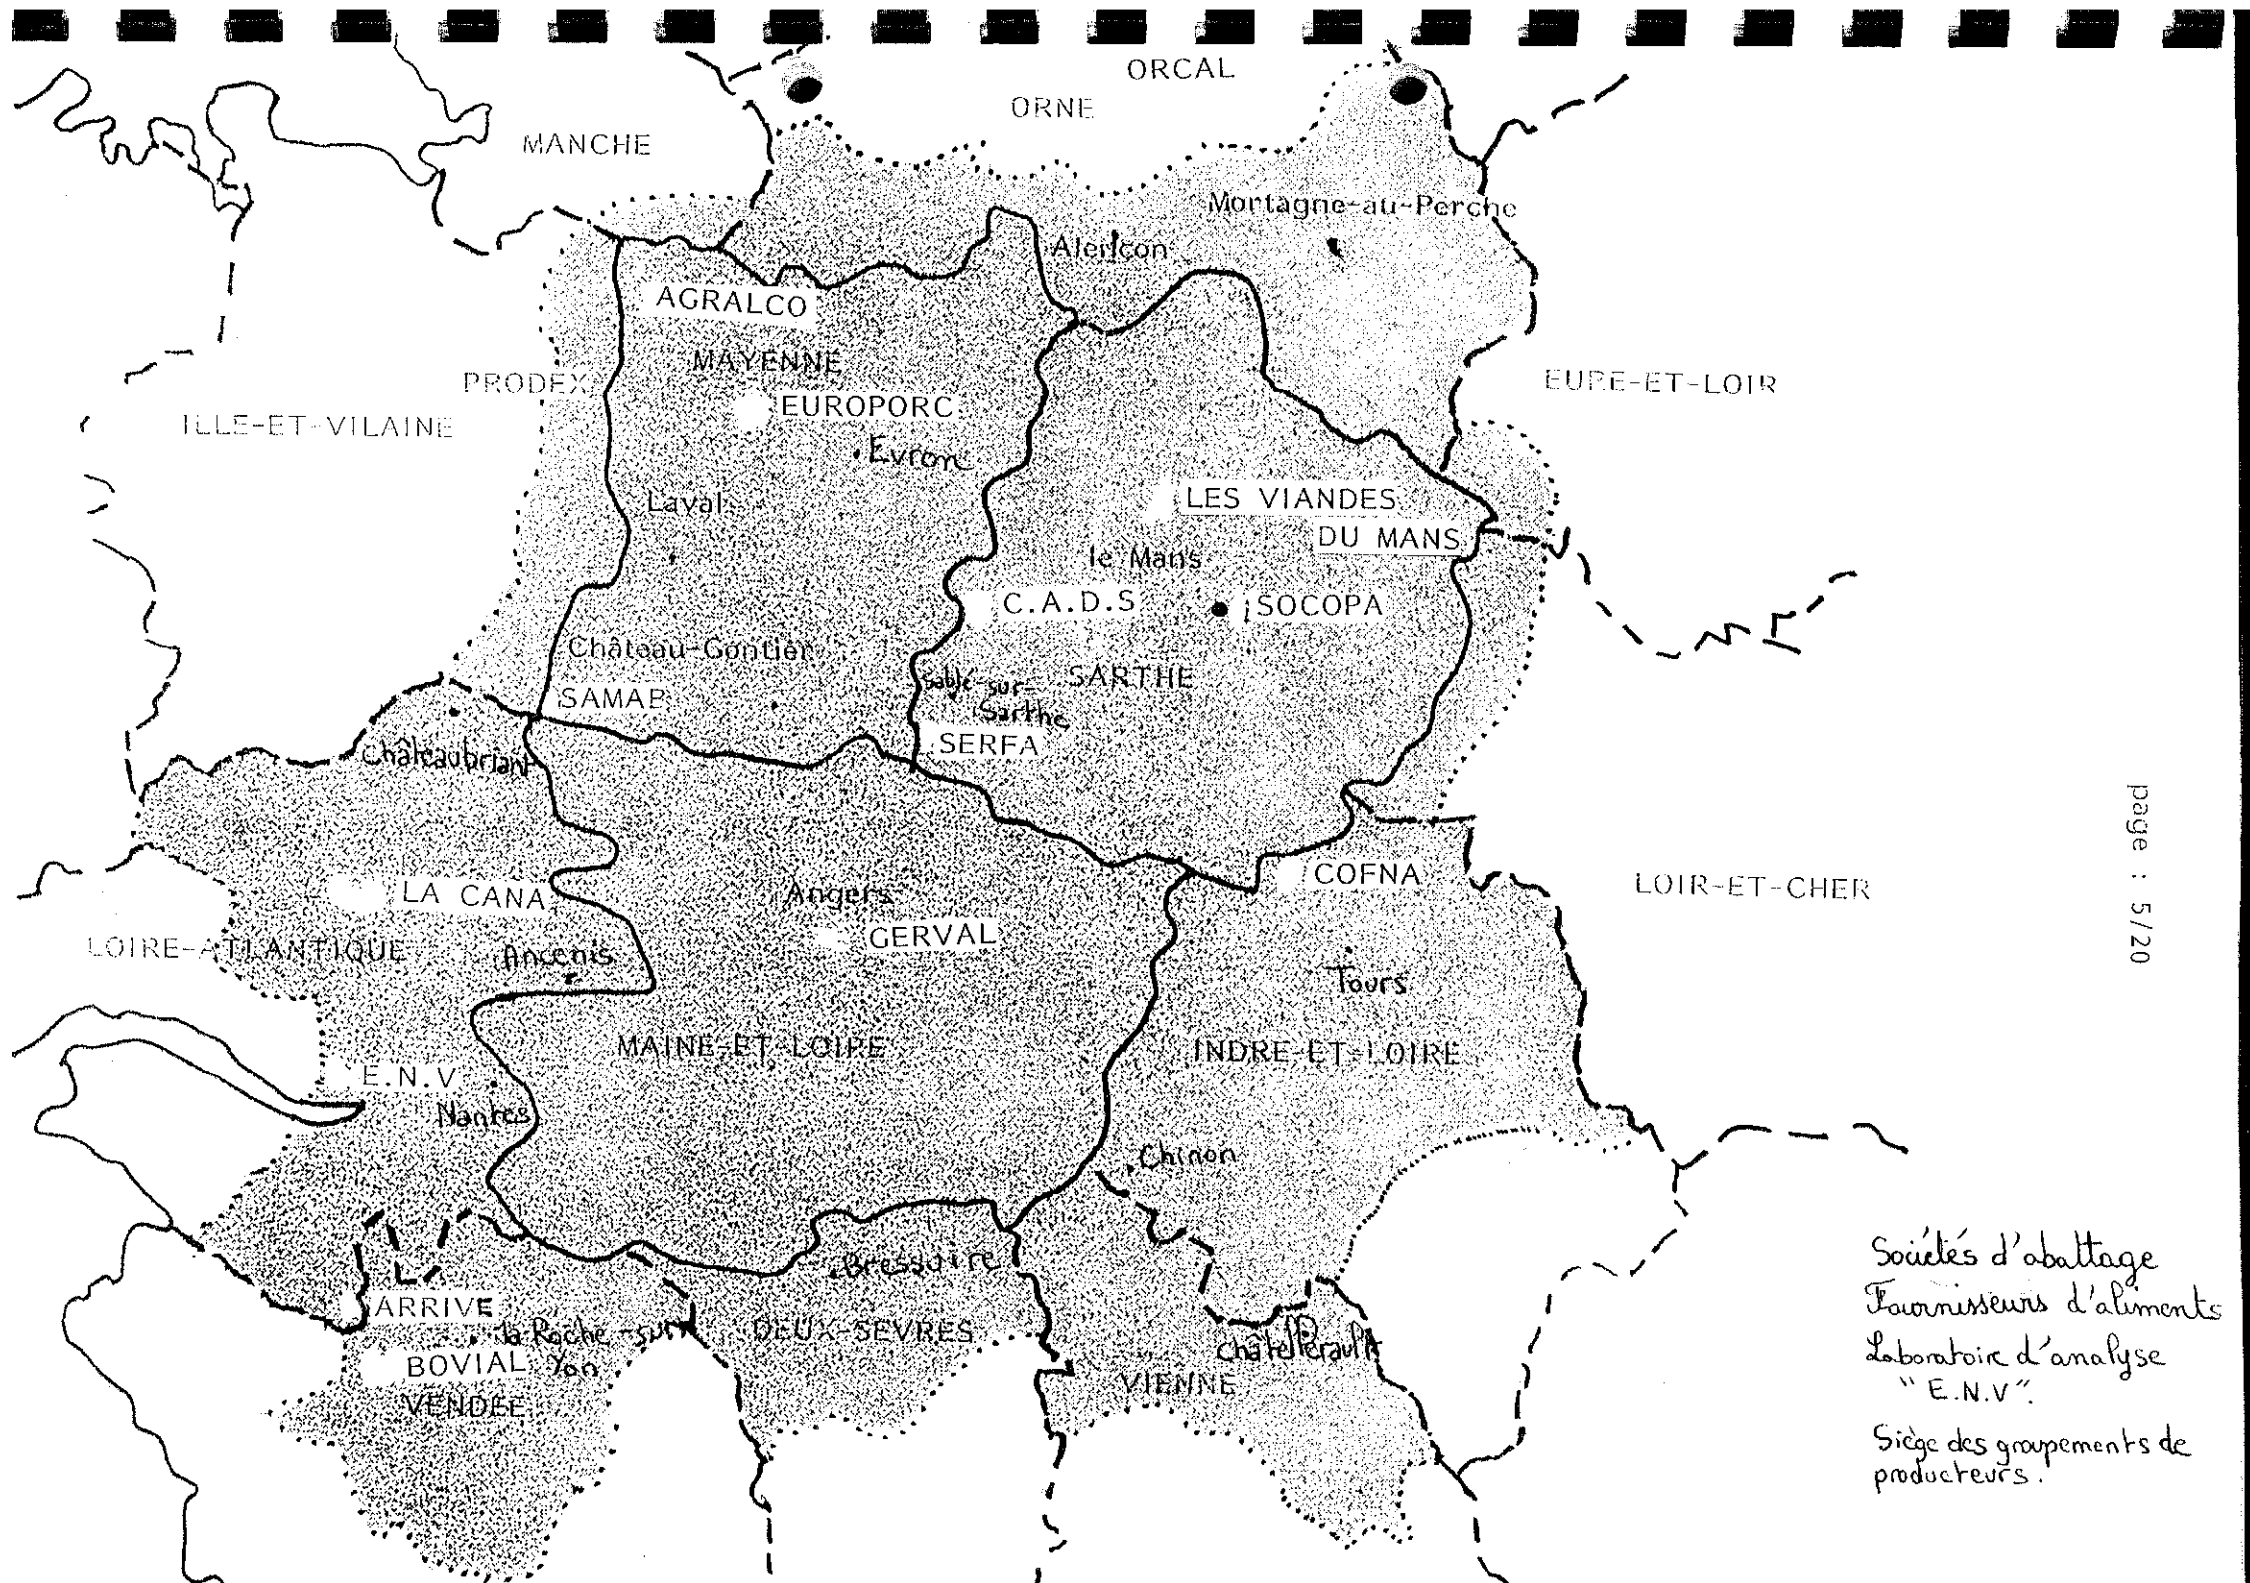 ORCAL
ORNE
MANCHE
Mortagne-au-Perche
Alençon
AGRALCO
MAYENNE
PRODEX
EURE-ET-LOIR
EUROPORC
ILLE-ET-VILAINE
Evron
Laval
LES VIANDES
DU MANS
le Mans
C.A.D.S
SOCOPA
Château-Gontier
SARTHE
Sablé-sur-
Sarthe
SAMAB
SERFA
Châteaubriant
page : 5/20
COFNA
LOIR-ET-CHER
LA CANA
Angers
GERVAL
LOIRE-ATLANTIQUE
Ancenis
Tours
MAINE-ET-LOIRE
INDRE-ET-LOIRE
E.N.V
Nantes
Chinon
Bressuire
ARRIVE
la Roche-sur
Yon
DEUX-SEVRES
Châtellerault
BOVIAL
VIENNE
VENDEE
Sociétés d'abattage
Fournisseurs d'aliments
Laboratoire d'analyse
"E.N.V".
Siège des groupements de
producteurs.